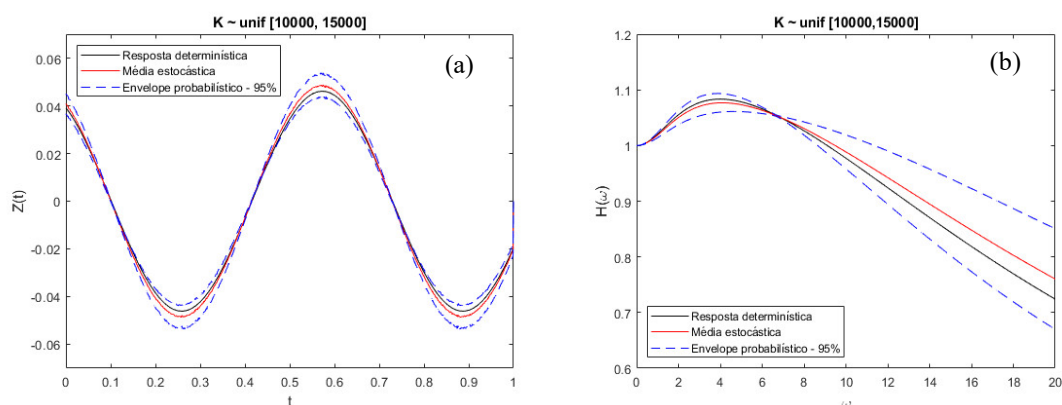 K ~ unif [10000, 15000]
(a)
Resposta determinística
Média estocástica
Envelope probabilístico - 95%
Z(t)
0.06
0.04
0.02
0
-0.02
-0.04
-0.06
0 0.1 0.2 0.3 0.4 0.5 0.6 0.7 0.8 0.9 1
t
K ~ unif [10000,15000]
(b)
H(ω)
1.2
1.1
1
0.9
0.8
0.7
0.6
Resposta determinística
Média estocástica
Envelope probabilístico - 95%
0 2 4 6 8 10 12 14 16 18 20